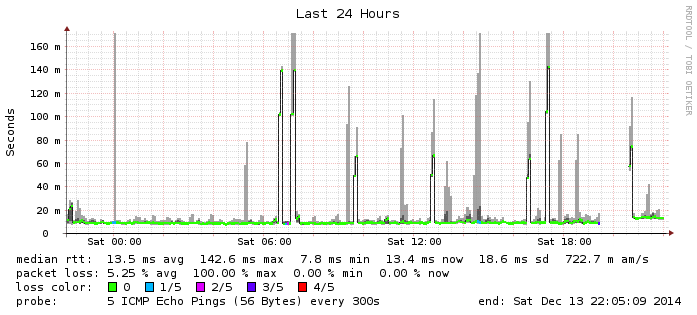 Last 24 Hours
RRDTOOL / TOBI OETIKER
Seconds
160 m
140 m
120 m
100 m
80 m
60 m
40 m
20 m
0
Sat 00:00 Sat 06:00 Sat 12:00 Sat 18:00
median rtt: 13.5 ms avg 142.6 ms max 7.8 ms min 13.4 ms now 18.6 ms sd 722.7 m am/s
packet loss: 5.25 % avg 100.00 % max 0.00 % min 0.00 % now
loss color: 0 1/5 2/5 3/5 4/5
probe: 5 ICMP Echo Pings (56 Bytes) every 300s end: Sat Dec 13 22:05:09 2014